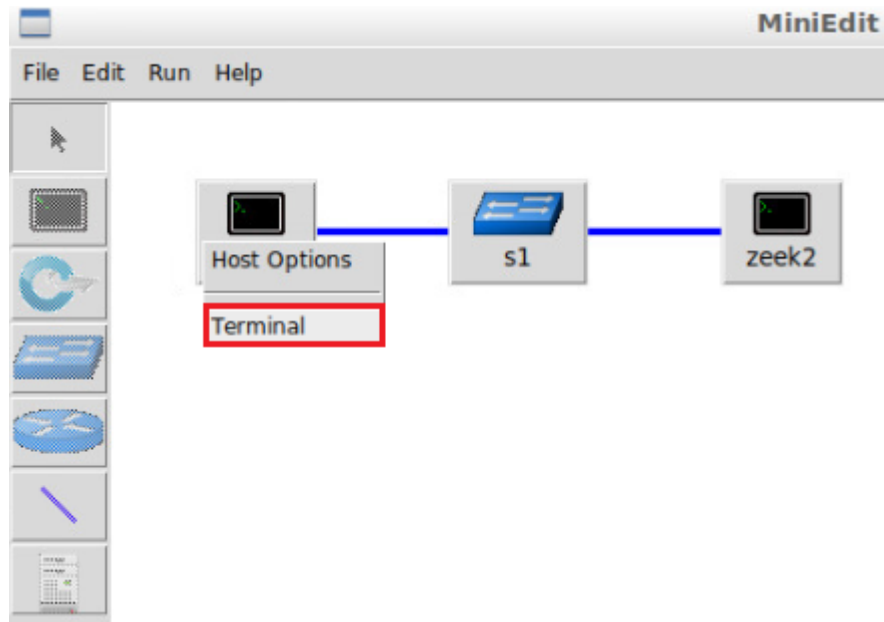 MiniEdit
File Edit Run Help
Host Options
s1
zeek2
Terminal